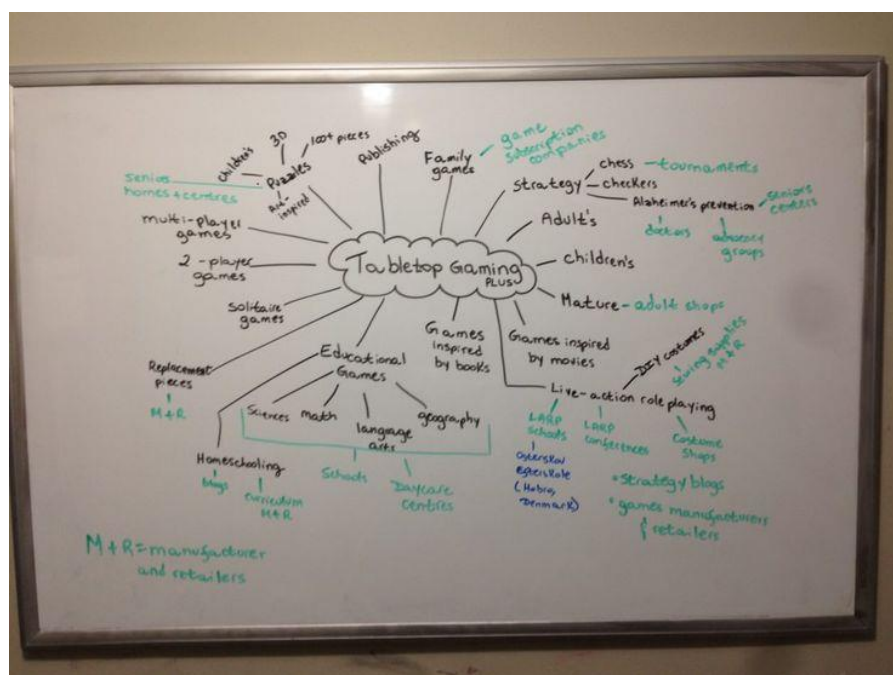 Tabletop Gaming
PLUS
Publishing
Family
games
game
subscription
companies
Strategy
chess
tournaments
checkers
Alzheimer's prevention
seniors
centers
doctors
advocacy
groups
Adult's
children's
Mature - adult shops
Games inspired
by movies
Live-action roleplaying
DIY costumes
sewing supplies
M+R
costume
shops
LARP
schools
LARP
conferences
(Hobro,
Denmark)
• strategy blogs
• games manufacturers
& retailers
Games
inspired
by books
Educational
Games
Sciences
math
language
arts
geography
Schools
Daycare
Centres
Homeschooling
blogs
curriculum
M+R
Replacement
pieces
M+R
Solitaire
games
2-player
games
multi-player
games
Puzzles
children's
3D
100+ pieces
Art-
inspired
seniors
homes + centres
M+R = manufacturer
and retailers